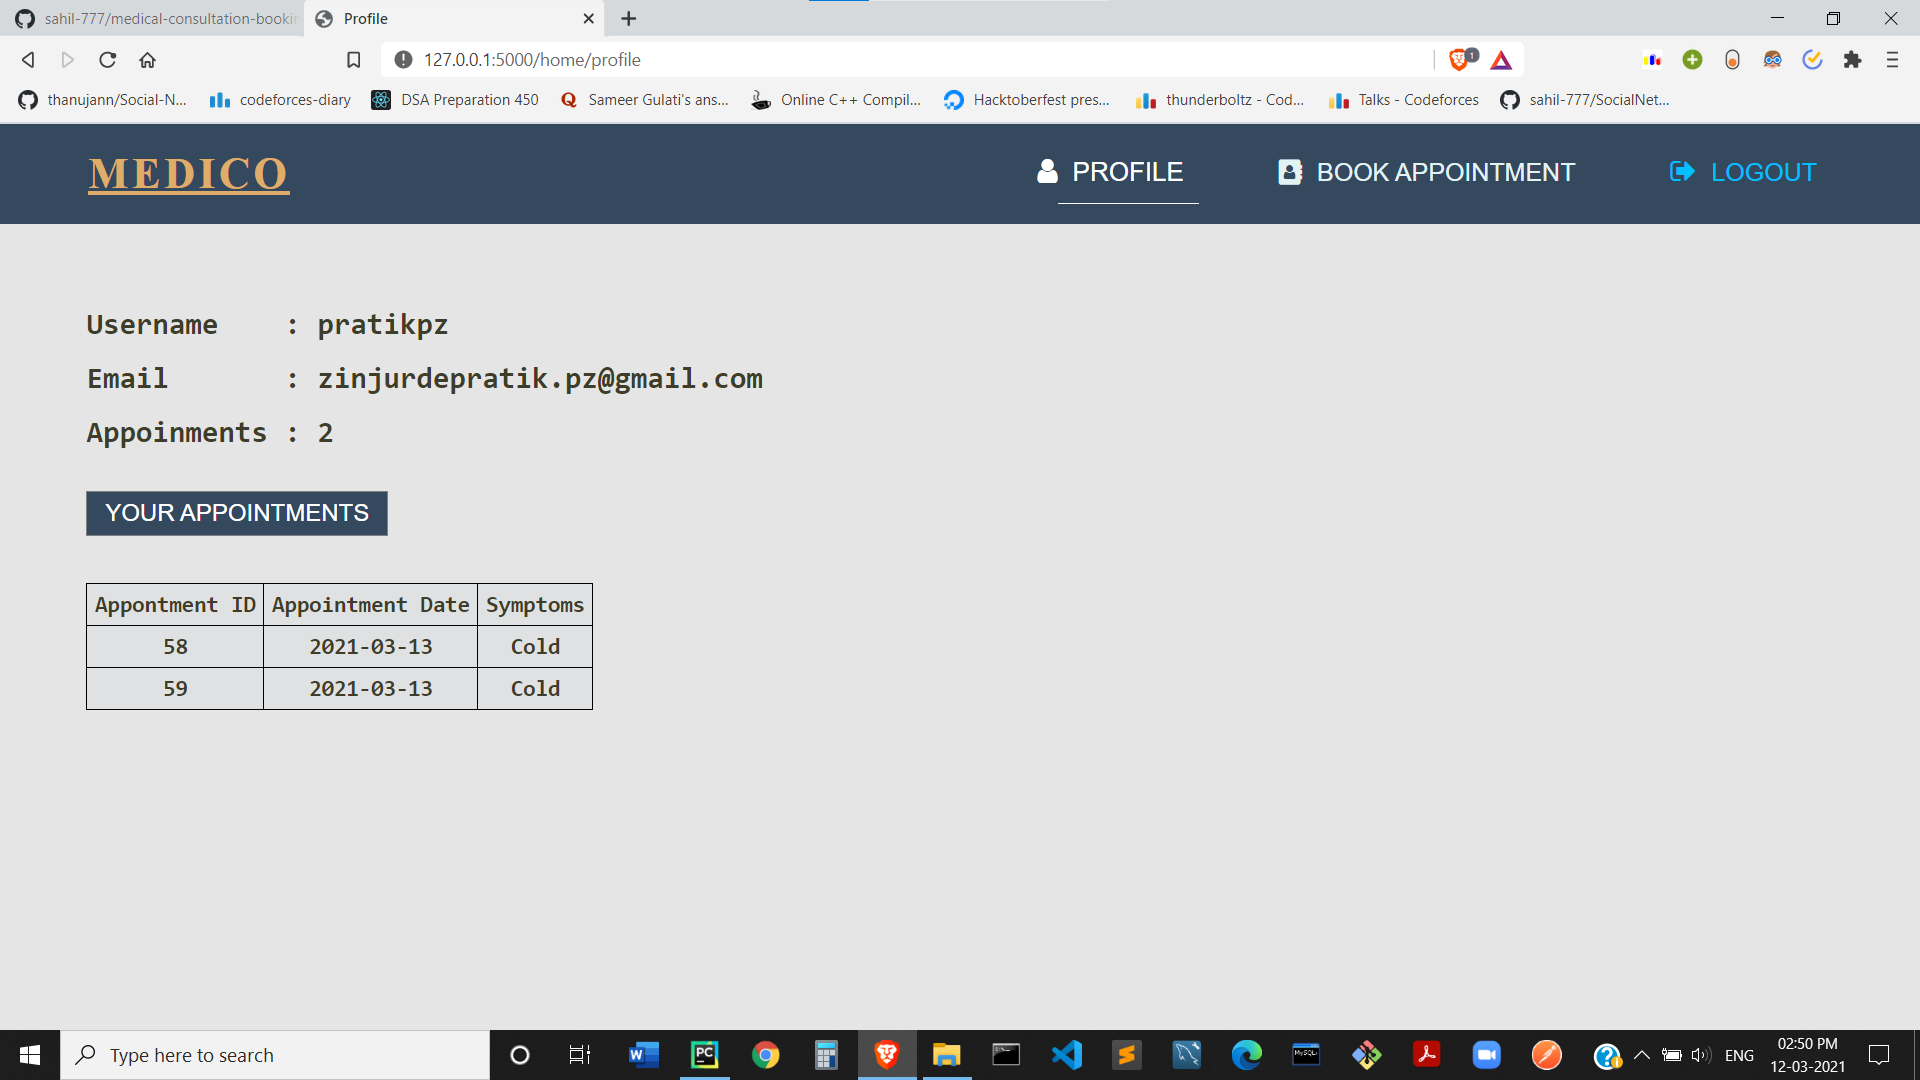 sahil-777/medical-consultation-bookin
Profile
127.0.0.1:5000/home/profile
1
thanujann/Social-N...
codeforces-diary
DSA Preparation 450
Sameer Gulati's ans...
Online C++ Compil...
Hacktoberfest pres...
thunderboltz - Cod...
Talks - Codeforces
sahil-777/SocialNet...
MEDICO
PROFILE
BOOK APPOINTMENT
LOGOUT
Username : pratikpz
Email : zinjurdepratik.pz@gmail.com
Appoinments : 2
YOUR APPOINTMENTS
Appontment ID Appointment Date Symptoms
58 2021-03-13 Cold
59 2021-03-13 Cold
Type here to search
ENG
02:50 PM
12-03-2021